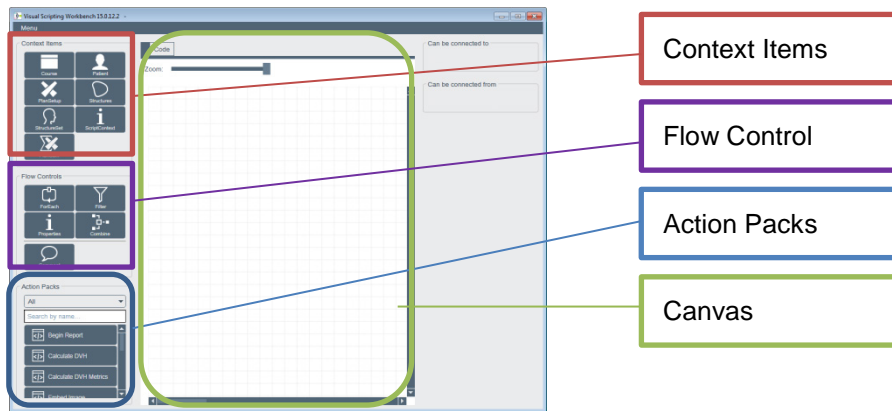 Visual Scripting Workbench 15.0.12.2 -
Menu
Context Items
Course
Patient
PlanSetup
Structures
StructureSet
ScriptContext
Flow Controls
ForEach
Filter
Properties
Combine
Action Packs
All
Search by name...
Begin Report
Calculate DVH
Calculate DVH Metrics
Embed Image
Code
Zoom:
Can be connected to
Can be connected from
Context Items
Flow Control
Action Packs
Canvas